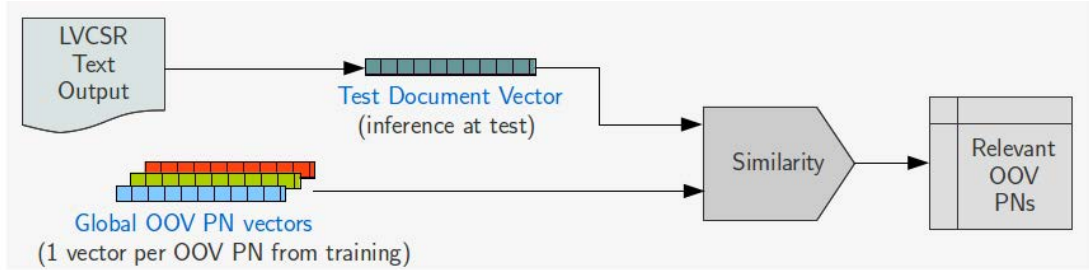 LVCSR
Text
Output
Test Document Vector
(inference at test)
Global OOV PN vectors
(1 vector per OOV PN from training)
Similarity
Relevant
OOV
PNs